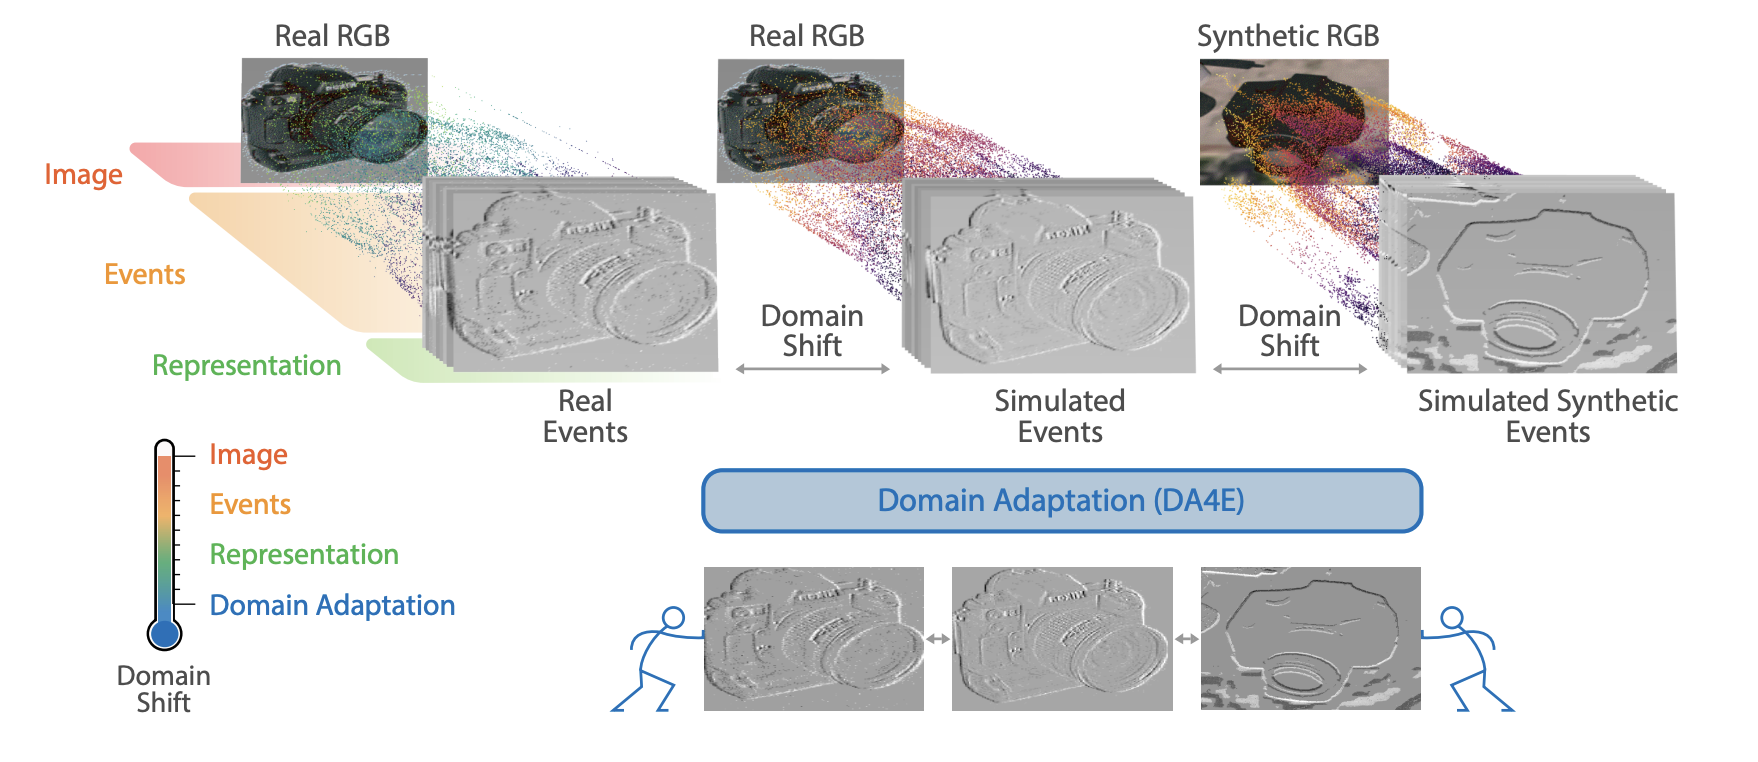 Real RGB
Real RGB
Synthetic RGB
Image
Events
Representation
Domain
Shift
Domain
Shift
Real
Events
Simulated
Events
Simulated Synthetic
Events
Image
Events
Representation
Domain Adaptation
Domain
Shift
Domain Adaptation (DA4E)